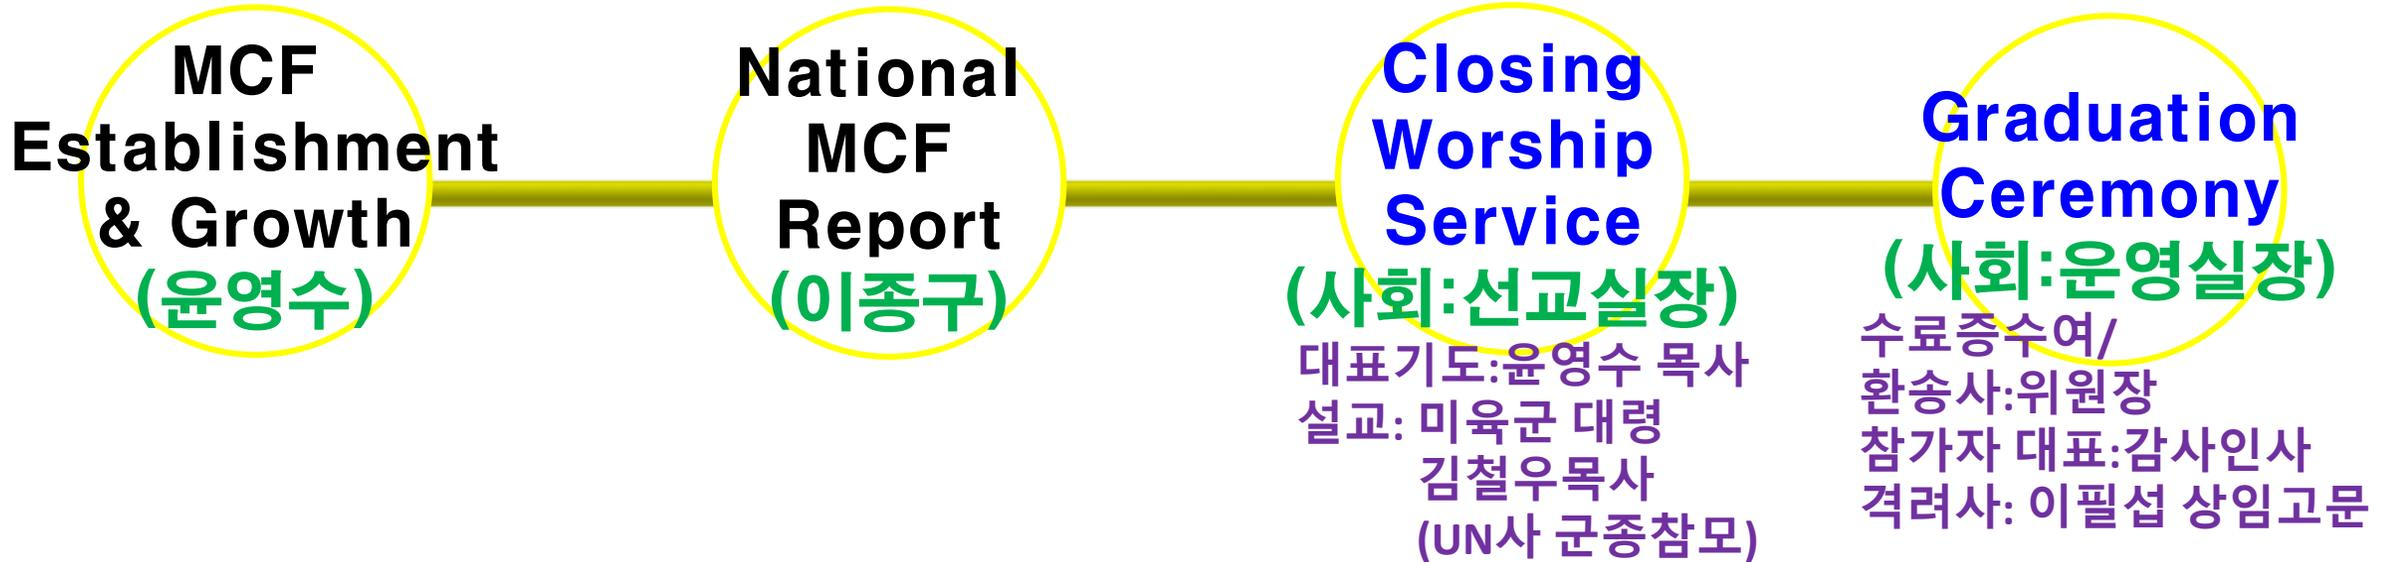 MCF
Establishment
& Growth
(윤영수)
National
MCF
Report
(이종구)
Closing
Worship
Service
(사회:선교실장)
대표기도:윤영수 목사
설교: 미육군 대령
김철우목사
(UN사 군종참모)
Graduation
Ceremony
(사회:운영실장)
수료증수여/
환송사:위원장
참가자 대표:감사인사
격려사: 이필섭 상임고문